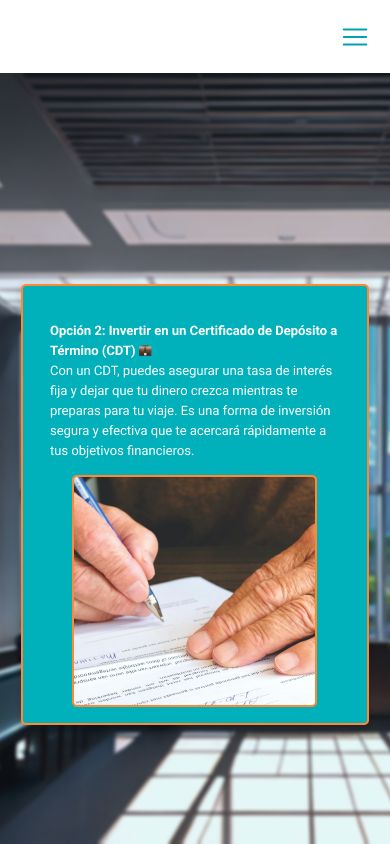 Opción 2: Invertir en un Certificado de Depósito a
Término (CDT) 💼
Con un CDT, puedes asegurar una tasa de interés
fija y dejar que tu dinero crezca mientras te
preparas para tu viaje. Es una forma de inversión
segura y efectiva que te acercará rápidamente a
tus objetivos financieros.